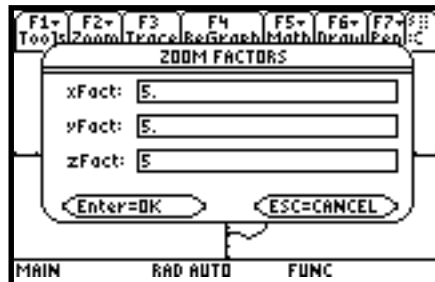 F1▾ F2▾ F3 F4 F5▾ F6▾ F7▾
Tools Zoom Trace ReGraph Math Draw Pen :C
ZOOM FACTORS
xFact: 5.
yFact: 5.
zFact: 5
Enter=OK ESC=CANCEL
MAIN RAD AUTO FUNC